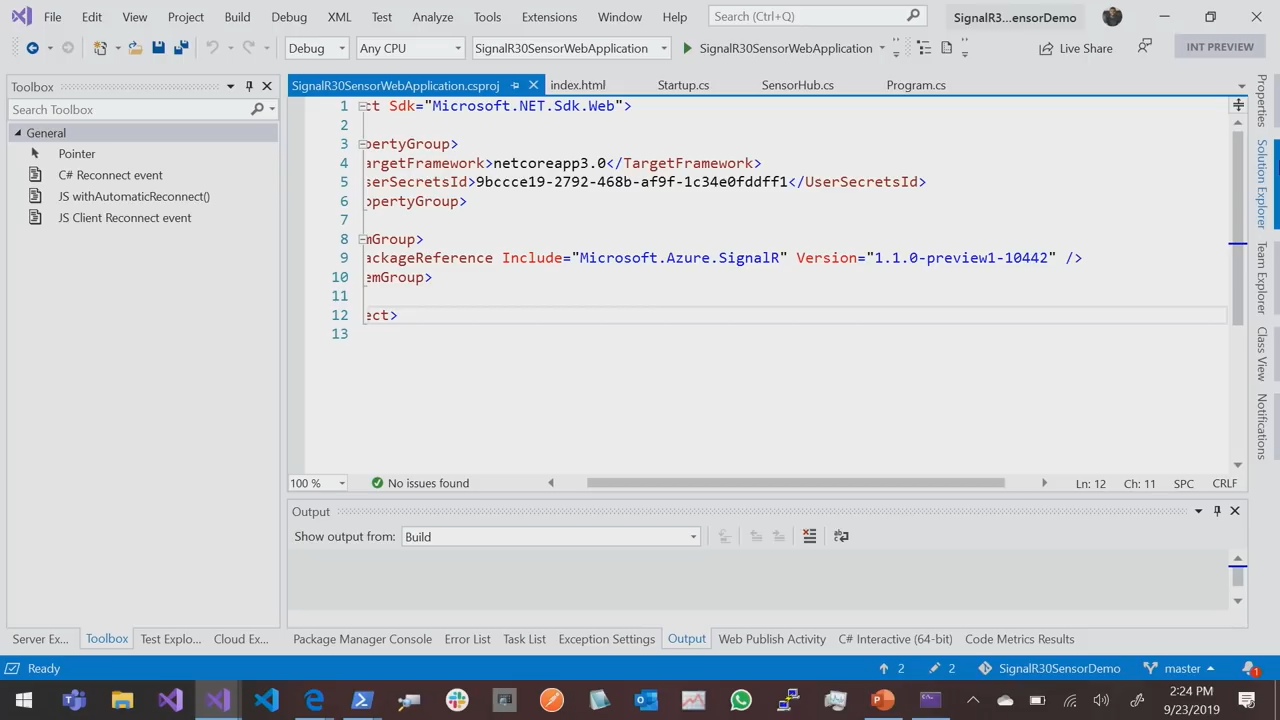 File Edit View Project Build Debug XML Test Analyze Tools Extensions Window Help Search (Ctrl+Q) SignalR3...ensorDemo
Debug Any CPU SignalR30SensorWebApplication SignalR30SensorWebApplication Live Share INT PREVIEW
Toolbox
Search Toolbox
General
Pointer
C# Reconnect event
JS withAutomaticReconnect()
JS Client Reconnect event
SignalR30SensorWebApplication.csproj index.html Startup.cs SensorHub.cs Program.cs
1 ct Sdk="Microsoft.NET.Sdk.Web">
2
3 pertyGroup>
4 argetFramework>netcoreapp3.0</TargetFramework>
5 serSecretsId>9bccce19-2792-468b-af9f-1c34e0fddff1</UserSecretsId>
6 opertyGroup>
7
8 mGroup>
9 ackageReference Include="Microsoft.Azure.SignalR" Version="1.1.0-preview1-10442" />
10 emGroup>
11
12 ect>
13
100 % No issues found Ln: 12 Ch: 11 SPC CRLF
Output
Show output from: Build
Properties
Solution Explorer
Team Explorer
Class View
Notifications
Server Ex... Toolbox Test Explo... Cloud Ex... Package Manager Console Error List Task List Exception Settings Output Web Publish Activity C# Interactive (64-bit) Code Metrics Results
Ready 2 2 SignalR30SensorDemo master 1
2:24 PM
9/23/2019